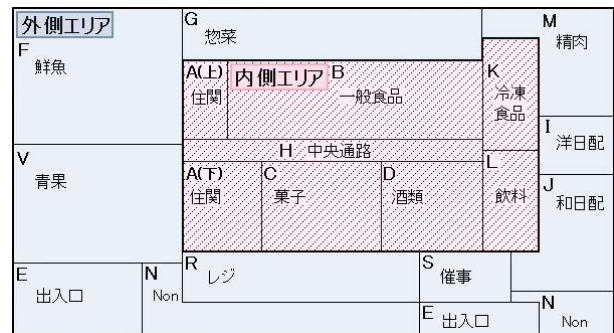 外側エリア
F
鮮魚
G
惣菜
M
精肉
A(上)
住関
内側エリア
B
一般食品
K
冷凍
食品
H 中央通路
I
洋日配
V
青果
A(下)
住関
C
菓子
D
酒類
L
飲料
J
和日配
E
出入口
N
Non
R
レジ
S
催事
E
出入口
N
Non